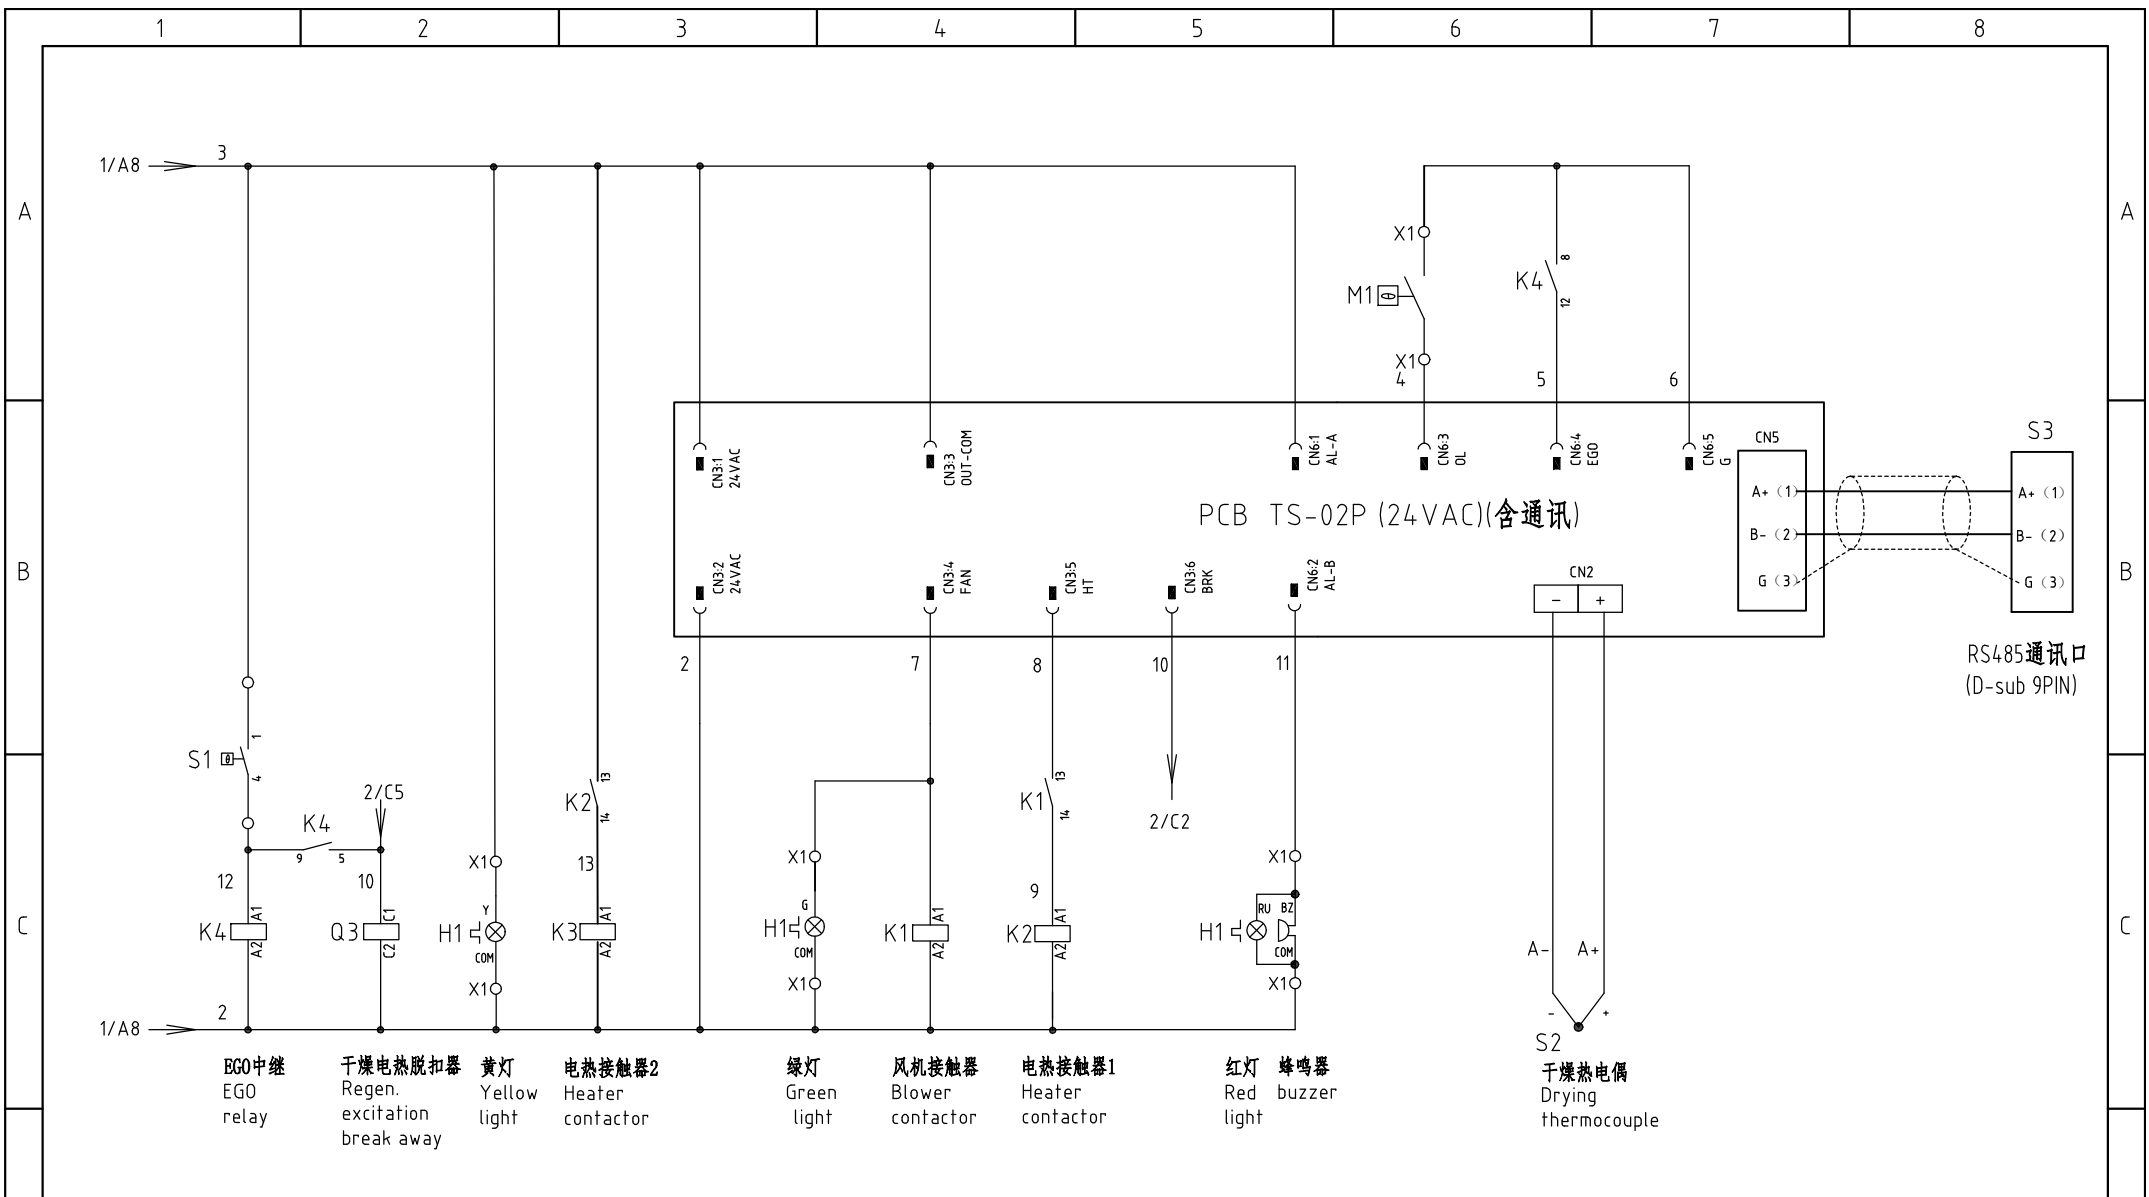 1 2 3 4 5 6 7 8
1/A8 3
A A
X1
M1 θ
K4 8 12
X1
4 5 6
CN3:1 24VAC
CN3:3 OUT-COM
CN6:1 AL-A
CN6:3 OL
CN6:4 EGO
CN6:5 G
CN5
S3
A+ (1) A+ (1)
PCB TS-02P (24VAC)(含通讯)
B- (2) B- (2)
G (3) G (3)
B B
CN3:2 24VAC
CN3:4 FAN
CN3:5 HT
CN3:6 BRK
CN6:2 AL-B
CN2
- +
2 7 8 10 11
RS485通讯口
(D-sub 9PIN)
S1 θ 1 4
2/C5
K2 13 14
K1 13 14
2/C2
K4
9 5
X1 X1 X1
12 10 13 9
C C
K4 A1 A2
Q3 C1 C2
H1 Y COM
K3 A1 A2
H1 G COM
K1 A1 A2
K2 A1 A2
H1 RU BZ COM
A- A+
X1 X1 X1
- +
1/A8 2
S2
EGO中继
EGO
relay
干燥电热脱扣器
Regen.
excitation
break away
黄灯
Yellow
light
电热接触器2
Heater
contactor
绿灯
Green
light
风机接触器
Blower
contactor
电热接触器1
Heater
contactor
红灯
Red
light
蜂鸣器
buzzer
干燥热电偶
Drying
thermocouple